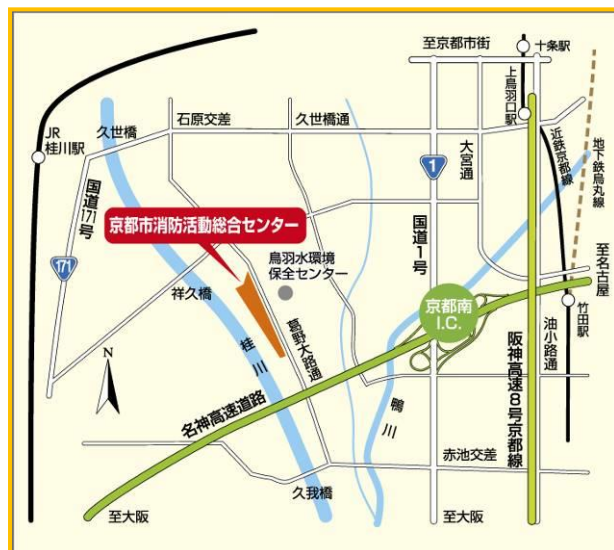 至京都市街
十条駅
上鳥羽口駅
JR
桂川駅
久世橋
石原交差
久世橋通
1
大宮通
近鉄京都線
地下鉄烏丸線
国道171号
国道1号
京都市消防活動総合センター
171
鳥羽水環境
保全センター
至名古屋
祥久橋
京都南
I.C.
竹田駅
葛野大路通
桂川
N
阪神高速8号京都線
油小路通
名神高速道路
鴨川
赤池交差
久我橋
至大阪
至大阪